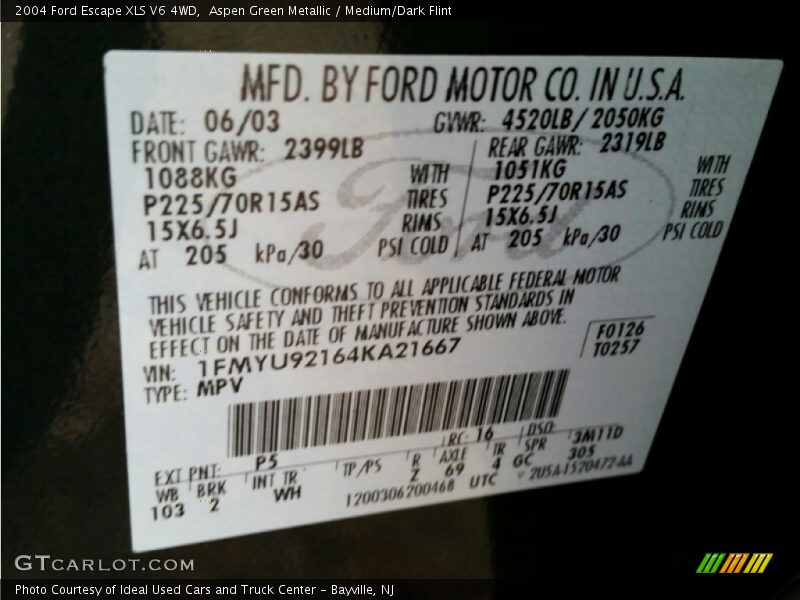 2004 Ford Escape XLS V6 4WD, Aspen Green Metallic / Medium/Dark Flint
MFD. BY FORD MOTOR CO. IN U.S.A.
DATE: 06/03 GVWR: 4520LB/ 2050KG
FRONT GAWR: 2399LB REAR GAWR: 2319LB
1088KG WITH 1051KG WITH
P225/70R15AS TIRES P225/70R15AS TIRES
15X6.5J RIMS 15X6.5J RIMS
AT 205 kPa/30 PSI COLD AT 205 kPa/30 PSI COLD
Ford
THIS VEHICLE CONFORMS TO ALL APPLICABLE FEDERAL MOTOR
VEHICLE SAFETY AND THEFT PREVENTION STANDARDS IN
EFFECT ON THE DATE OF MANUFACTURE SHOWN ABOVE.
F0126
T0257
VIN: 1FMYU92164KA21667
TYPE: MPV
EXT PNT: P5 RC: 16 DSO:
WB BRK INT TR TP/PS R AXLE TR SPR 3M11D
103 2 WH 2 69 4 GC 305
1200306200468 UTC 2U5A-1520472-AA
GTCARLOT.COM
Photo Courtesy of Ideal Used Cars and Truck Center – Bayville, NJ